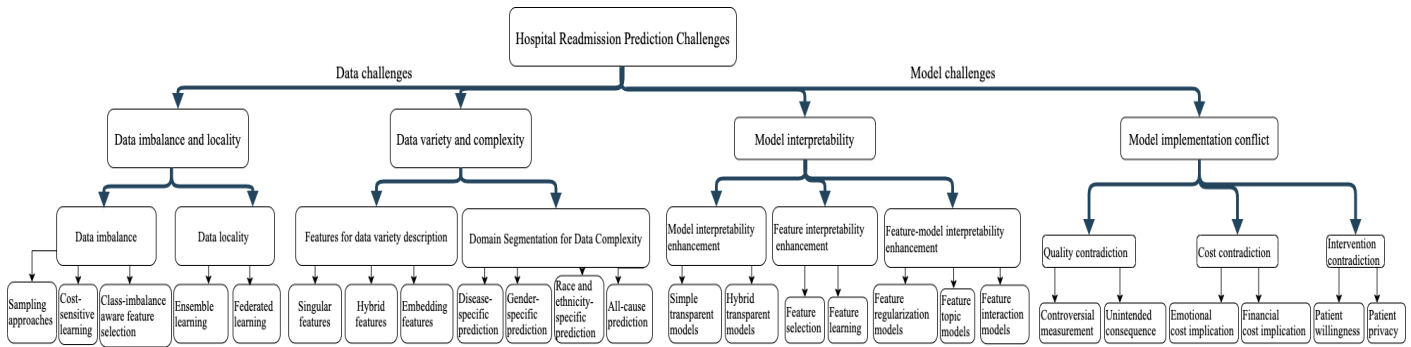 Hospital Readmission Prediction Challenges
Data challenges
Model challenges
Data imbalance and locality
Data variety and complexity
Model interpretability
Model implementation conflict
Data imbalance
Data locality
Features for data variety description
Domain Segmentation for Data Complexity
Model interpretability
enhancement
Feature interpretability
enhancement
Feature-model interpretability
enhancement
Quality contradiction
Cost contradiction
Intervention
contradiction
Sampling
approaches
Cost-
sensitive
learning
Class-imbalance
aware feature
selection
Ensemble
learning
Federated
learning
Singular
features
Hybrid
features
Embedding
features
Disease-
specific
prediction
Gender-
specific
prediction
Race and
ethnicity-
specific
prediction
All-cause
prediction
Simple
transparent
models
Hybrid
transparent
models
Feature
selection
Feature
learning
Feature
regularization
models
Feature
topic
models
Feature
interaction
models
Controversial
measurement
Unintended
consequence
Emotional
cost implication
Financial
cost implication
Patient
willingness
Patient
privacy